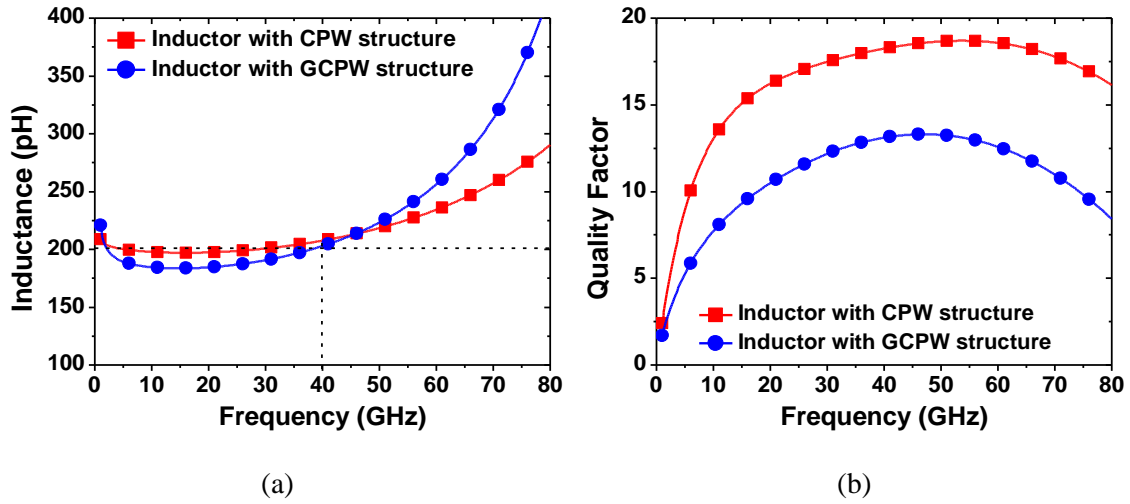 400
350
300
250
200
150
100
Inductance (pH)
Inductor with CPW structure
Inductor with GCPW structure
0 10 20 30 40 50 60 70 80
Frequency (GHz)
(a)
20
15
10
5
0
Quality Factor
Inductor with CPW structure
Inductor with GCPW structure
0 10 20 30 40 50 60 70 80
Frequency (GHz)
(b)